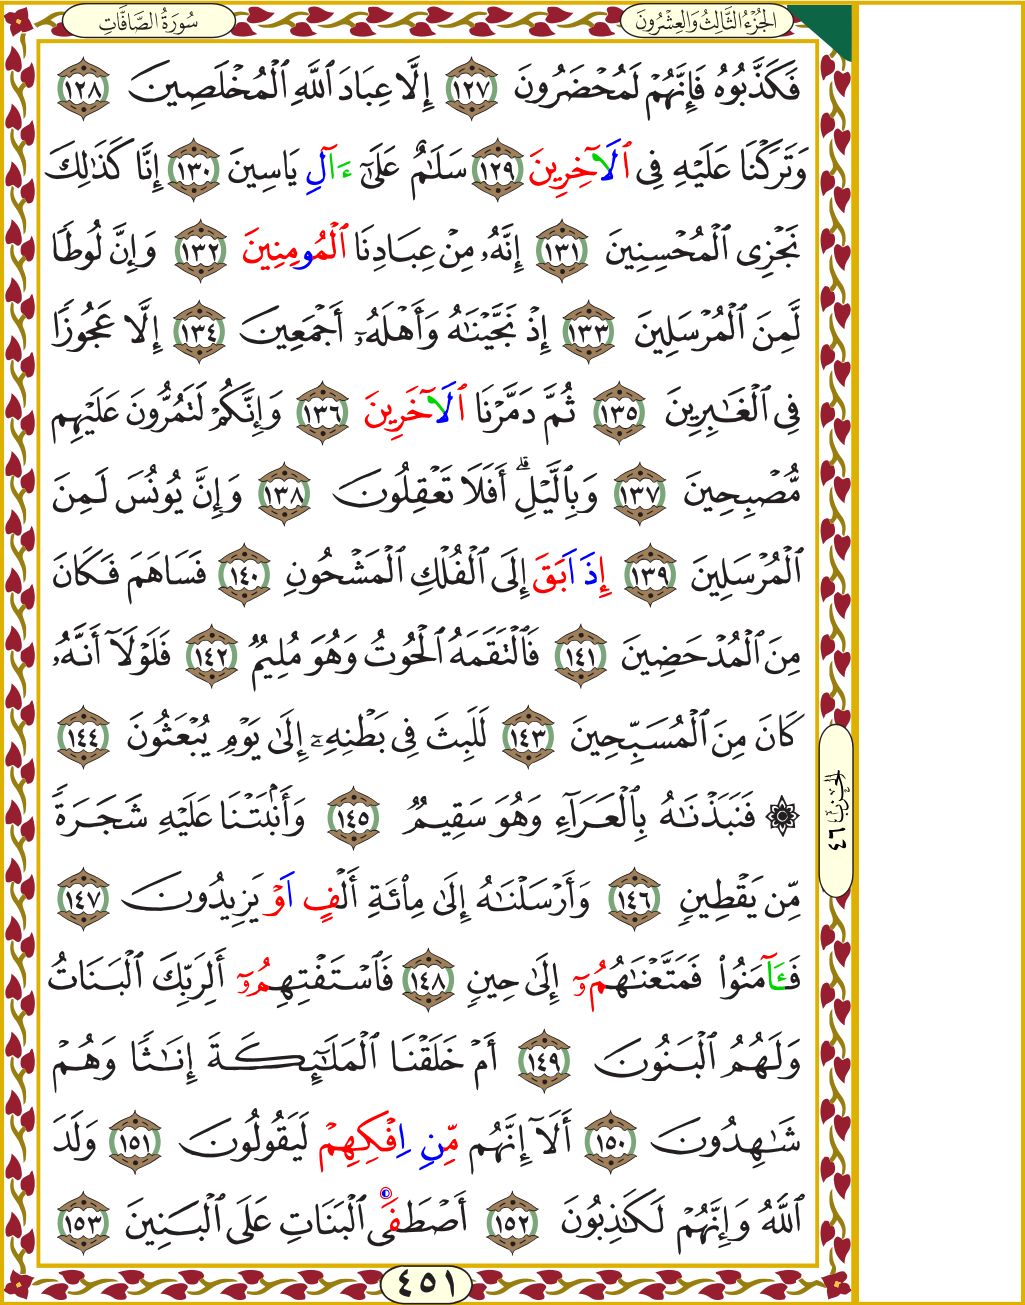 سُورَةُ الصَّافَّاتِ
الجُزْءُ الثَّالِثُ وَالعِشْرُونَ
فَكَذَّبُوهُ فَإِنَّهُمْ لَمُحْضَرُونَ ١٢٧ إِلَّا عِبَادَ ٱللَّهِ ٱلْمُخْلَصِينَ ١٢٨
وَتَرَكْنَا عَلَيْهِ فِى ٱلَاخِرِينَ ١٢٩ سَلَٰمٌ عَلَىٰٓ ءَالِ يَاسِينَ ١٣٠ إِنَّا كَذَٰلِكَ
نَجْزِى ٱلْمُحْسِنِينَ ١٣١ إِنَّهُۥ مِنْ عِبَادِنَا ٱلْمُومِنِينَ ١٣٢ وَإِنَّ لُوطٗا
لَّمِنَ ٱلْمُرْسَلِينَ ١٣٣ إِذْ نَجَّيْنَٰهُ وَأَهْلَهُۥٓ أَجْمَعِينَ ١٣٤ إِلَّا عَجُوزٗا
فِى ٱلْغَٰبِرِينَ ١٣٥ ثُمَّ دَمَّرْنَا ٱلَاخَرِينَ ١٣٦ وَإِنَّكُمْ لَتَمُرُّونَ عَلَيْهِم
مُّصْبِحِينَ ١٣٧ وَبِٱلَّيْلِۗ أَفَلَا تَعْقِلُونَ ١٣٨ وَإِنَّ يُونُسَ لَمِنَ
ٱلْمُرْسَلِينَ ١٣٩ إِذَ اَبَقَ إِلَى ٱلْفُلْكِ ٱلْمَشْحُونِ ١٤٠ فَسَاهَمَ فَكَانَ
مِنَ ٱلْمُدْحَضِينَ ١٤١ فَٱلْتَقَمَهُ ٱلْحُوتُ وَهُوَ مُلِيمٌ ١٤٢ فَلَوْلَآ أَنَّهُۥ
كَانَ مِنَ ٱلْمُسَبِّحِينَ ١٤٣ لَلَبِثَ فِى بَطْنِهِۦٓ إِلَىٰ يَوْمِ يُبْعَثُونَ ١٤٤
۞ فَنَبَذْنَٰهُ بِٱلْعَرَآءِ وَهُوَ سَقِيمٌ ١٤٥ وَأَنۢبَتْنَا عَلَيْهِ شَجَرَةٗ
مِّن يَقْطِينٖ ١٤٦ وَأَرْسَلْنَٰهُ إِلَىٰ مِاْئَةِ أَلْفٍ اَوْ يَزِيدُونَ ١٤٧
فَـَٔامَنُوا۟ فَمَتَّعْنَٰهُمُۥٓ إِلَىٰ حِينٖ ١٤٨ فَٱسْتَفْتِهِمُۥٓ أَلِرَبِّكَ ٱلْبَنَاتُ
وَلَهُمُ ٱلْبَنُونَ ١٤٩ أَمْ خَلَقْنَا ٱلْمَلَٰٓئِكَةَ إِنَٰثٗا وَهُمْ
شَٰهِدُونَ ١٥٠ أَلَآ إِنَّهُم مِّنِ اِفْكِهِمْ لَيَقُولُونَ ١٥١ وَلَدَ
ٱللَّهُ وَإِنَّهُمْ لَكَٰذِبُونَ ١٥٢ أَصْطَفَى ٱلْبَنَاتِ عَلَى ٱلْبَنِينَ ١٥٣
الحِزْبُ ٤٦
٤٥١